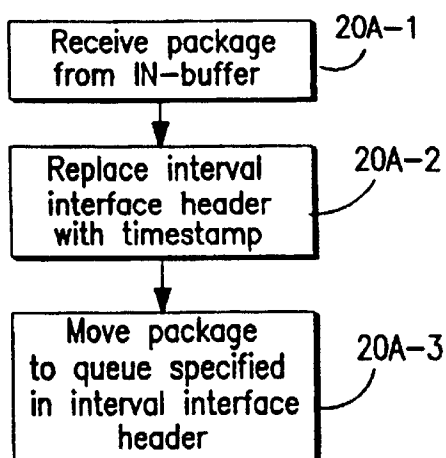 Receive package
from IN-buffer
20A-1
Replace interval
interface header
with timestamp
20A-2
Move package
to queue specified
in interval interface
header
20A-3